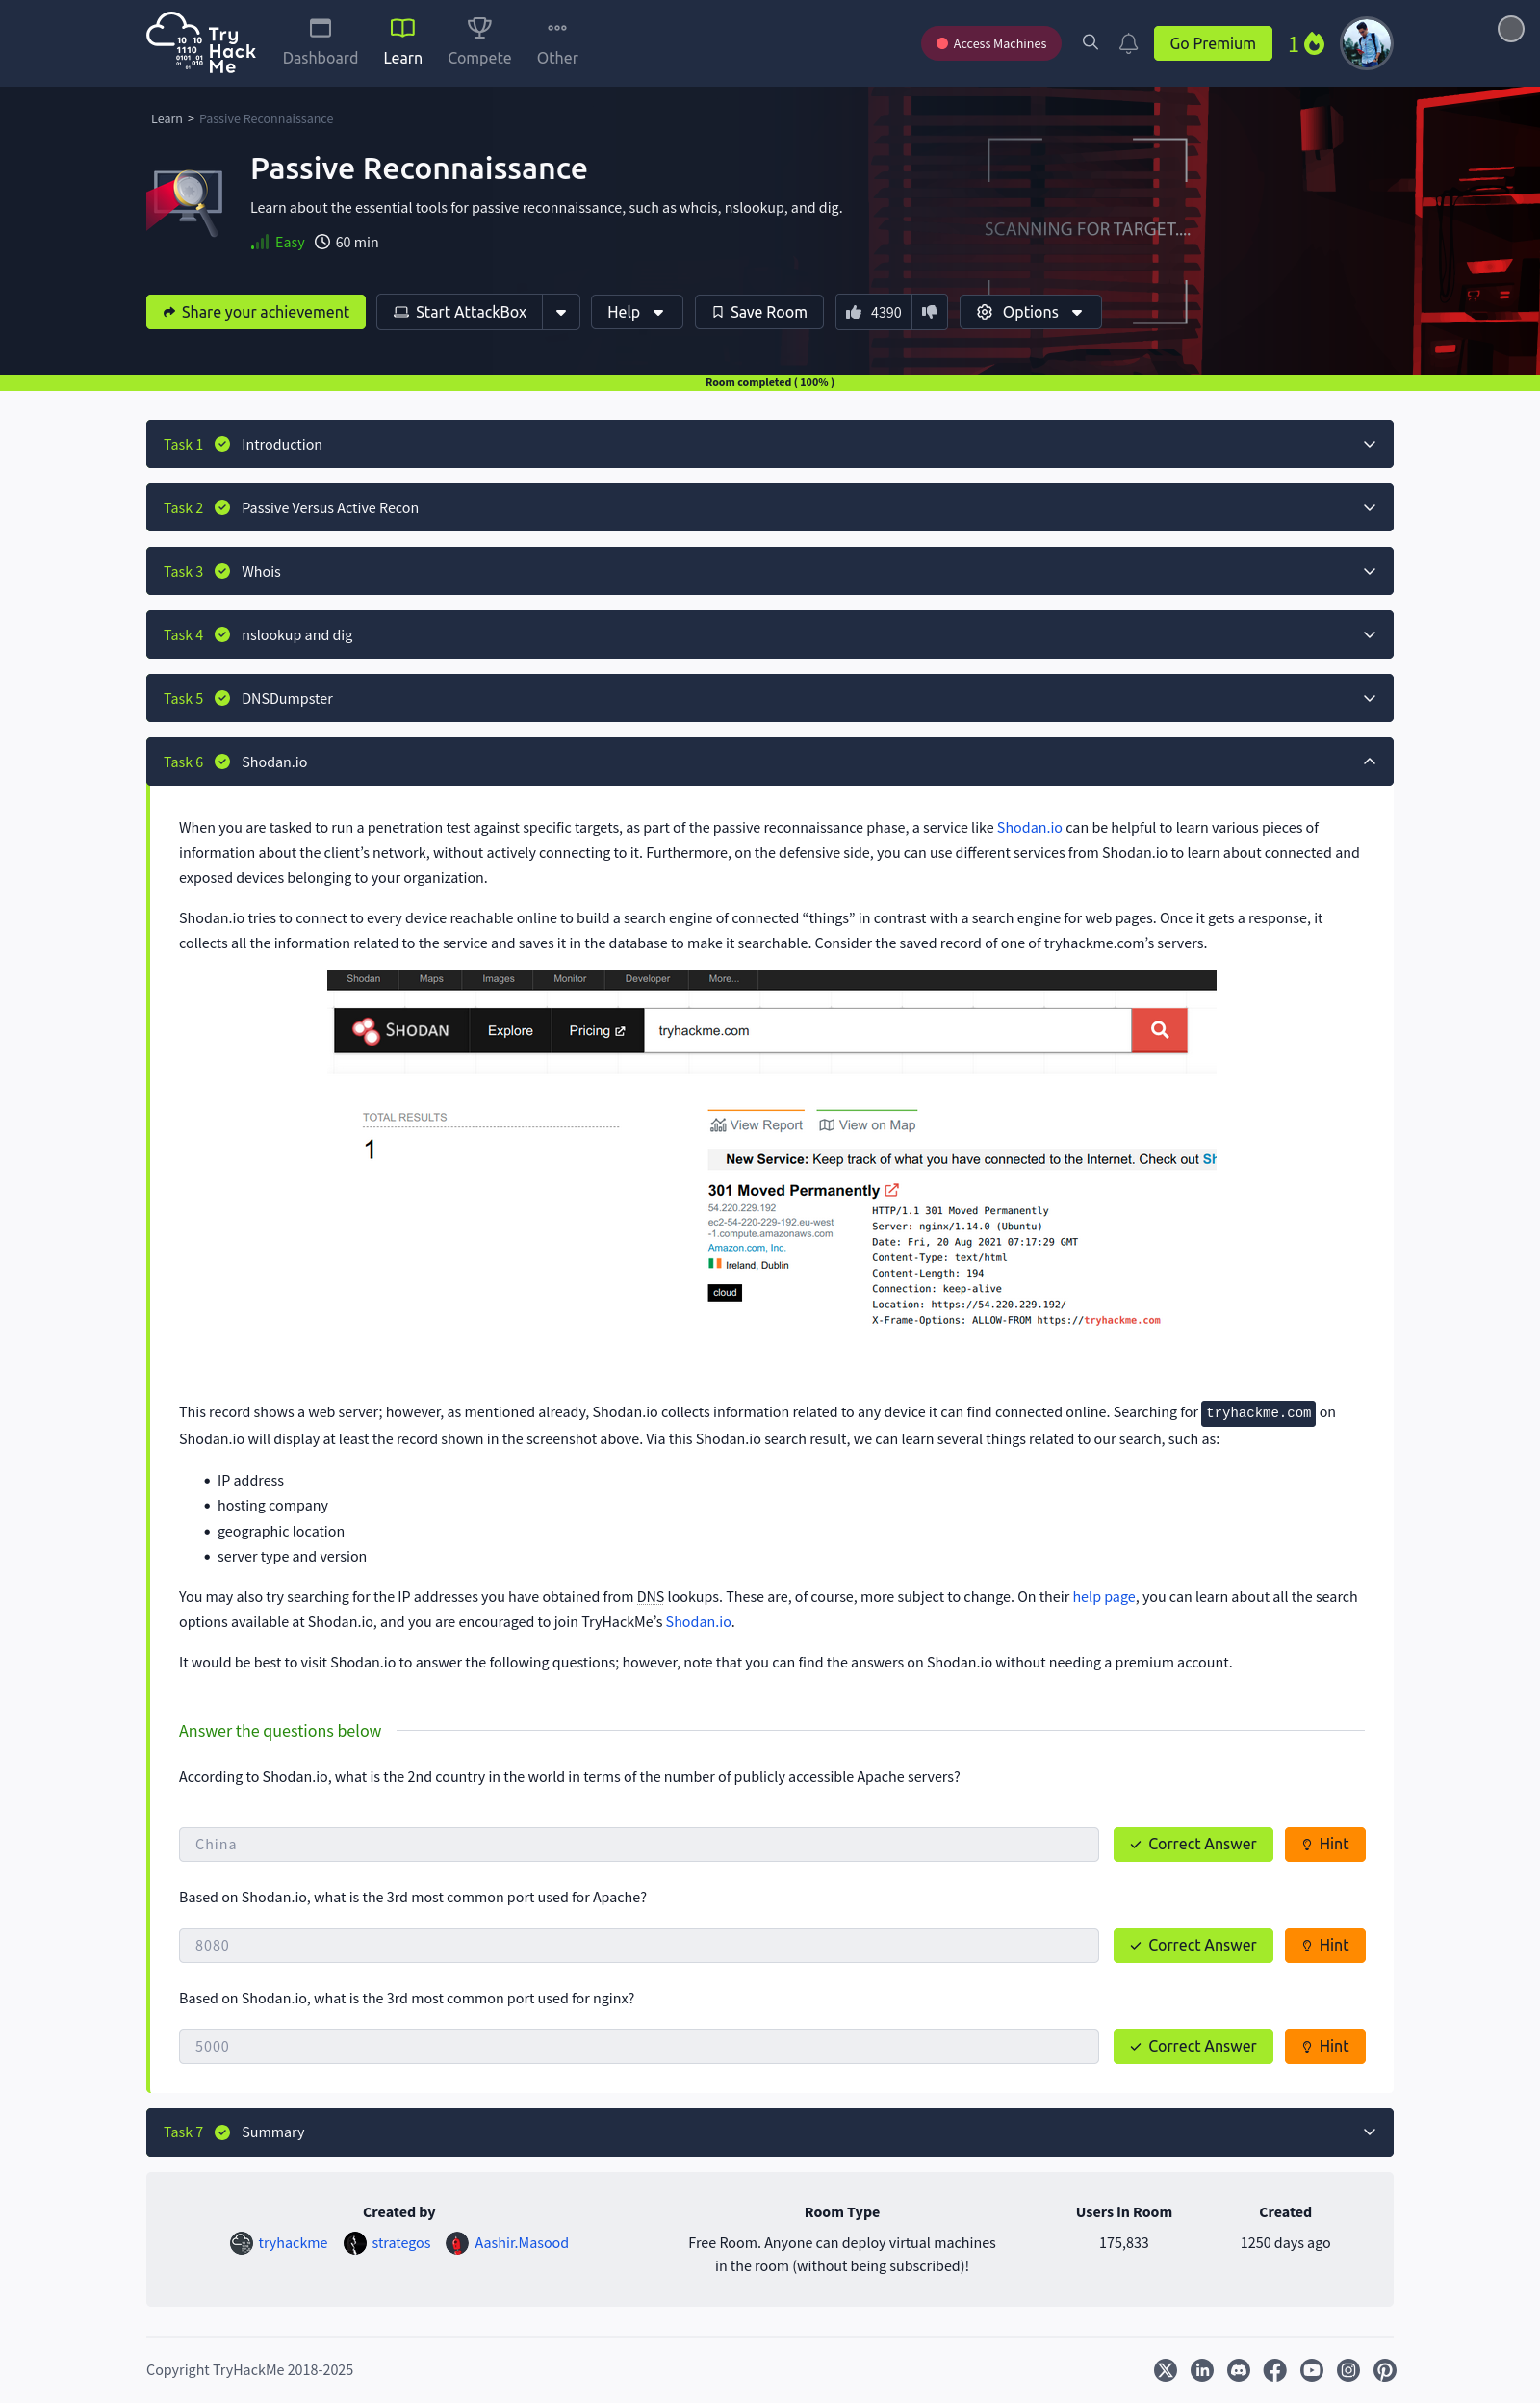 Try
Hack
Me
Dashboard
Learn
Compete
Other
Access Machines
Go Premium
1
Learn > Passive Reconnaissance
Passive Reconnaissance
Learn about the essential tools for passive reconnaissance, such as whois, nslookup, and dig.
Easy 60 min
SCANNING FOR TARGET....
Share your achievement
Start AttackBox
Help
Save Room
4390
Options
Room completed ( 100% )
Task 1 Introduction
Task 2 Passive Versus Active Recon
Task 3 Whois
Task 4 nslookup and dig
Task 5 DNSDumpster
Task 6 Shodan.io
When you are tasked to run a penetration test against specific targets, as part of the passive reconnaissance phase, a service like Shodan.io can be helpful to learn various pieces of
information about the client’s network, without actively connecting to it. Furthermore, on the defensive side, you can use different services from Shodan.io to learn about connected and
exposed devices belonging to your organization.
Shodan.io tries to connect to every device reachable online to build a search engine of connected “things” in contrast with a search engine for web pages. Once it gets a response, it
collects all the information related to the service and saves it in the database to make it searchable. Consider the saved record of one of tryhackme.com’s servers.
Shodan Maps Images Monitor Developer More...
SHODAN Explore Pricing tryhackme.com
TOTAL RESULTS
1
View Report View on Map
New Service: Keep track of what you have connected to the Internet. Check out Sh
301 Moved Permanently
54.220.229.192
ec2-54-220-229-192.eu-west
-1.compute.amazonaws.com
Amazon.com, Inc.
Ireland, Dublin
cloud
HTTP/1.1 301 Moved Permanently
Server: nginx/1.14.0 (Ubuntu)
Date: Fri, 20 Aug 2021 07:17:29 GMT
Content-Type: text/html
Content-Length: 194
Connection: keep-alive
Location: https://54.220.229.192/
X-Frame-Options: ALLOW-FROM https://tryhackme.com
This record shows a web server; however, as mentioned already, Shodan.io collects information related to any device it can find connected online. Searching for tryhackme.com on
Shodan.io will display at least the record shown in the screenshot above. Via this Shodan.io search result, we can learn several things related to our search, such as:
• IP address
• hosting company
• geographic location
• server type and version
You may also try searching for the IP addresses you have obtained from DNS lookups. These are, of course, more subject to change. On their help page, you can learn about all the search
options available at Shodan.io, and you are encouraged to join TryHackMe’s Shodan.io.
It would be best to visit Shodan.io to answer the following questions; however, note that you can find the answers on Shodan.io without needing a premium account.
Answer the questions below
According to Shodan.io, what is the 2nd country in the world in terms of the number of publicly accessible Apache servers?
China Correct Answer Hint
Based on Shodan.io, what is the 3rd most common port used for Apache?
8080 Correct Answer Hint
Based on Shodan.io, what is the 3rd most common port used for nginx?
5000 Correct Answer Hint
Task 7 Summary
Created by
tryhackme strategos Aashir.Masood
Room Type
Free Room. Anyone can deploy virtual machines
in the room (without being subscribed)!
Users in Room
175,833
Created
1250 days ago
Copyright TryHackMe 2018-2025